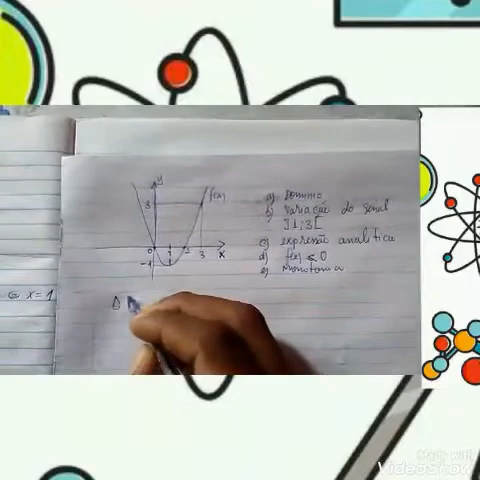 y
f(x)
3
0 1 2 3 x
-1
a) Domínio
b) Variação do sinal
]1;3[
c) expressão analítica
d) f(x) ≤ 0
e) Monotonia
x = 1
Made with
VideoShow